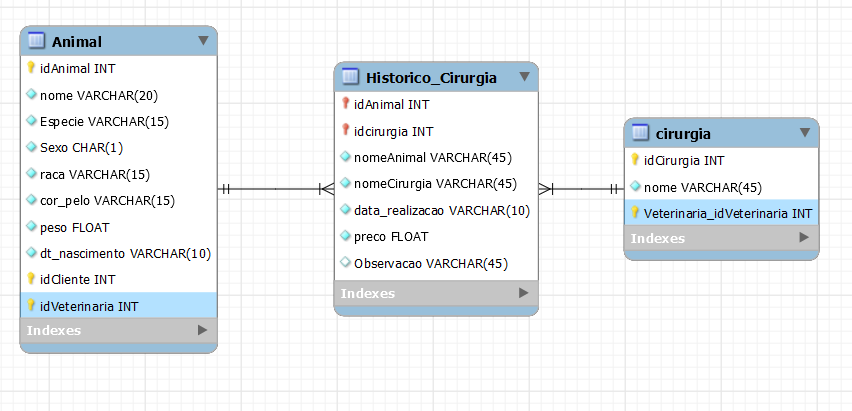 Animal
idAnimal INT
nome VARCHAR(20)
Especie VARCHAR(15)
Sexo CHAR(1)
raca VARCHAR(15)
cor_pelo VARCHAR(15)
peso FLOAT
dt_nascimento VARCHAR(10)
idCliente INT
idVeterinaria INT
Indexes
Historico_Cirurgia
idAnimal INT
idcirurgia INT
nomeAnimal VARCHAR(45)
nomeCirurgia VARCHAR(45)
data_realizacao VARCHAR(10)
preco FLOAT
Observacao VARCHAR(45)
Indexes
cirurgia
idCirurgia INT
nome VARCHAR(45)
Veterinaria_idVeterinaria INT
Indexes